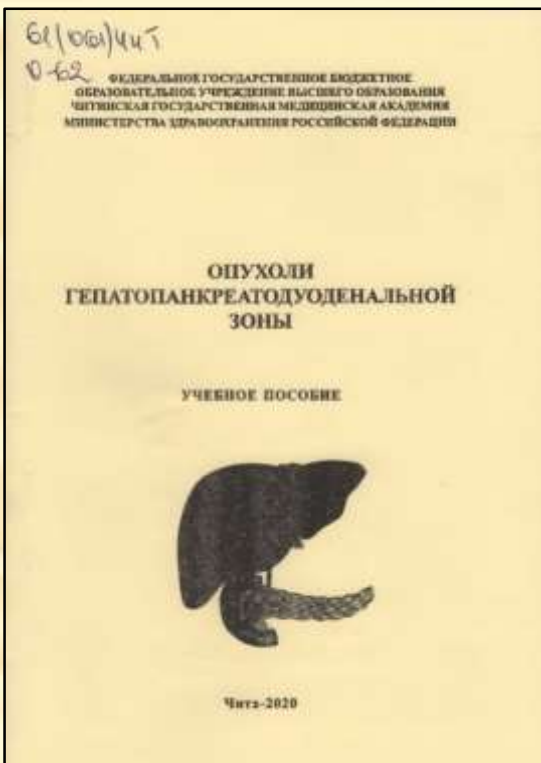 61(061)ЧИТ
О-62
ФЕДЕРАЛЬНОЕ ГОСУДАРСТВЕННОЕ БЮДЖЕТНОЕ
ОБРАЗОВАТЕЛЬНОЕ УЧРЕЖДЕНИЕ ВЫСШЕГО ОБРАЗОВАНИЯ
ЧИТИНСКАЯ ГОСУДАРСТВЕННАЯ МЕДИЦИНСКАЯ АКАДЕМИЯ
МИНИСТЕРСТВА ЗДРАВООХРАНЕНИЯ РОССИЙСКОЙ ФЕДЕРАЦИИ
ОПУХОЛИ
ГЕПАТОПАНКРЕАТОДУОДЕНАЛЬНОЙ
ЗОНЫ
УЧЕБНОЕ ПОСОБИЕ
Чита-2020